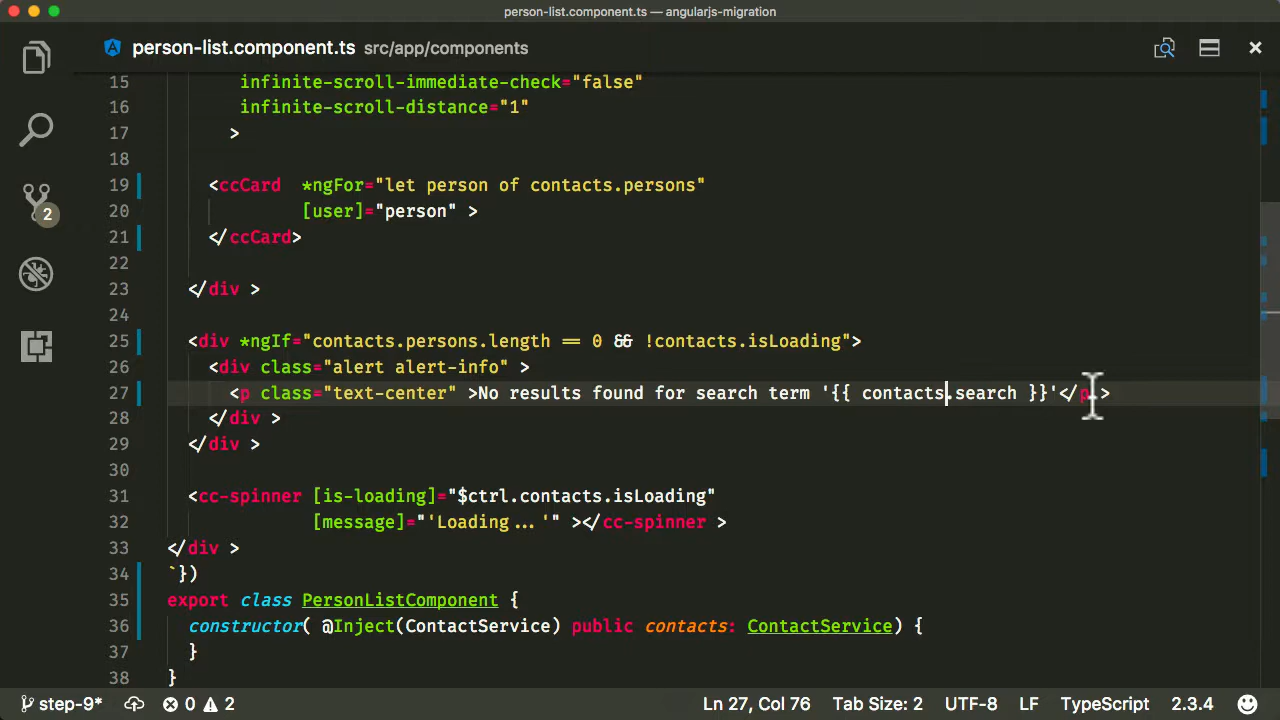 person-list.component.ts — angularjs-migration
person-list.component.ts src/app/components
15 infinite-scroll-immediate-check="false"
16 infinite-scroll-distance="1"
17 >
18
19 <ccCard *ngFor="let person of contacts.persons"
20 [user]="person" >
21 </ccCard>
22
23 </div >
24
25 <div *ngIf="contacts.persons.length == 0 && !contacts.isLoading">
26 <div class="alert alert-info" >
27 <p class="text-center" >No results found for search term '{{ contacts.search }}'</p >
28 </div >
29 </div >
30
31 <cc-spinner [is-loading]="$ctrl.contacts.isLoading"
32 [message]="'Loading...'" ></cc-spinner >
33 </div >
34 `})
35 export class PersonListComponent {
36 constructor( @Inject(ContactService) public contacts: ContactService) {
37 }
38 }
2
step-9* 0 2 Ln 27, Col 76 Tab Size: 2 UTF-8 LF TypeScript 2.3.4